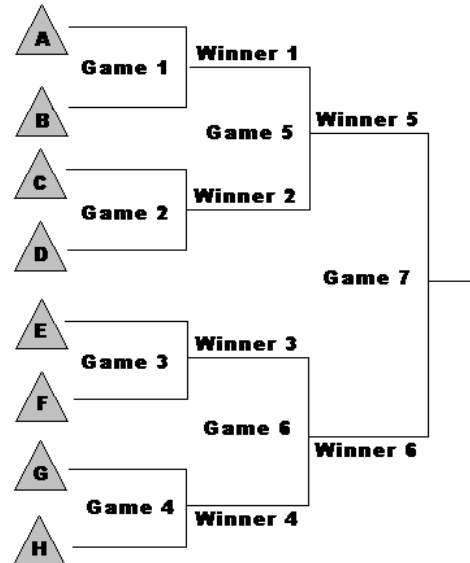 A
Winner 1
Game 1
B
Winner 5
Game 5
C
Winner 2
Game 2
D
Game 7
E
Winner 3
Game 3
F
Game 6
Winner 6
G
Game 4
Winner 4
H